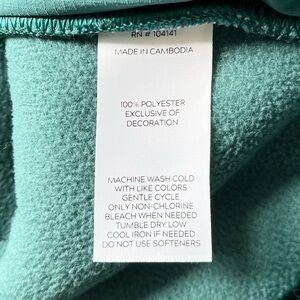 RN # 104141
MADE IN CAMBODIA
100% POLYESTER
EXCLUSIVE OF
DECORATION
MACHINE WASH COLD
WITH LIKE COLORS
GENTLE CYCLE
ONLY NON-CHLORINE
BLEACH WHEN NEEDED
TUMBLE DRY LOW
COOL IRON IF NEEDED
DO NOT USE SOFTENERS